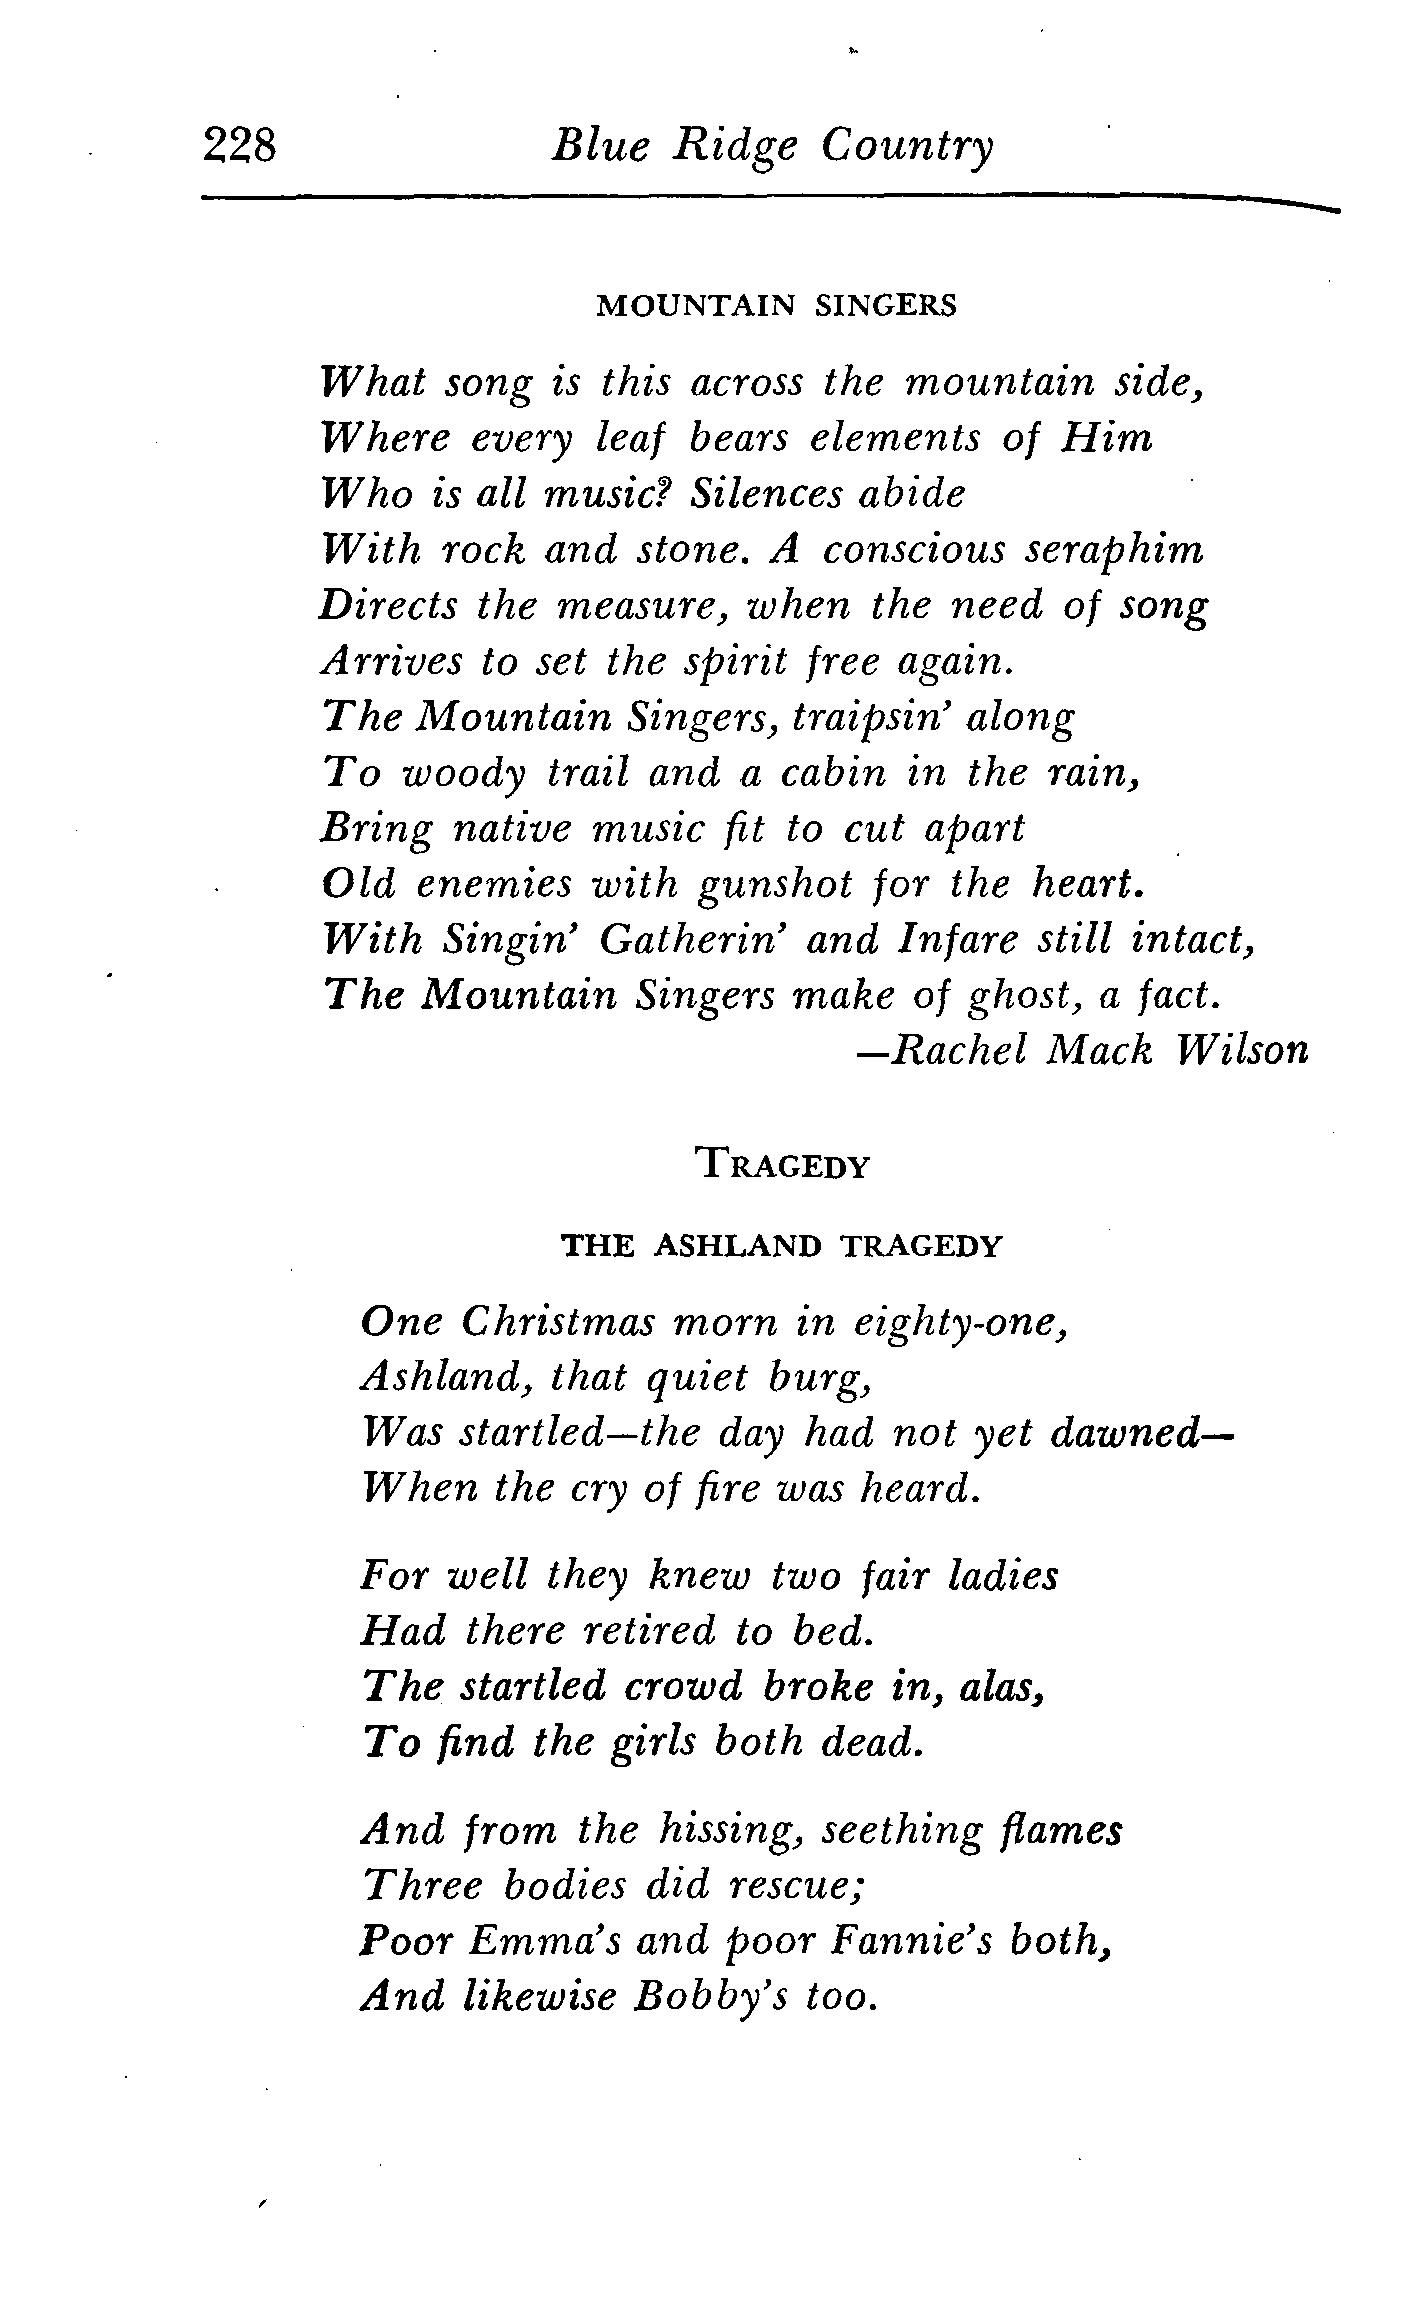 228 Blue Ridge Country
MOUNTAIN SINGERS
What song is this across the mountain side,
Where every leaf bears elements of Him
Who is all music? Silences abide
With rock and stone. A conscious seraphim
Directs the measure, when the need of song
Arrives to set the spirit free again.
The Mountain Singers, traipsin’ along
To woody trail and a cabin in the rain,
Bring native music fit to cut apart
Old enemies with gunshot for the heart.
With Singin’ Gatherin’ and Infare still intact,
The Mountain Singers make of ghost, a fact.
—Rachel Mack Wilson
TRAGEDY
THE ASHLAND TRAGEDY
One Christmas morn in eighty-one,
Ashland, that quiet burg,
Was startled—the day had not yet dawned—
When the cry of fire was heard.
For well they knew two fair ladies
Had there retired to bed.
The startled crowd broke in, alas,
To find the girls both dead.
And from the hissing, seething flames
Three bodies did rescue;
Poor Emma’s and poor Fannie’s both,
And likewise Bobby’s too.